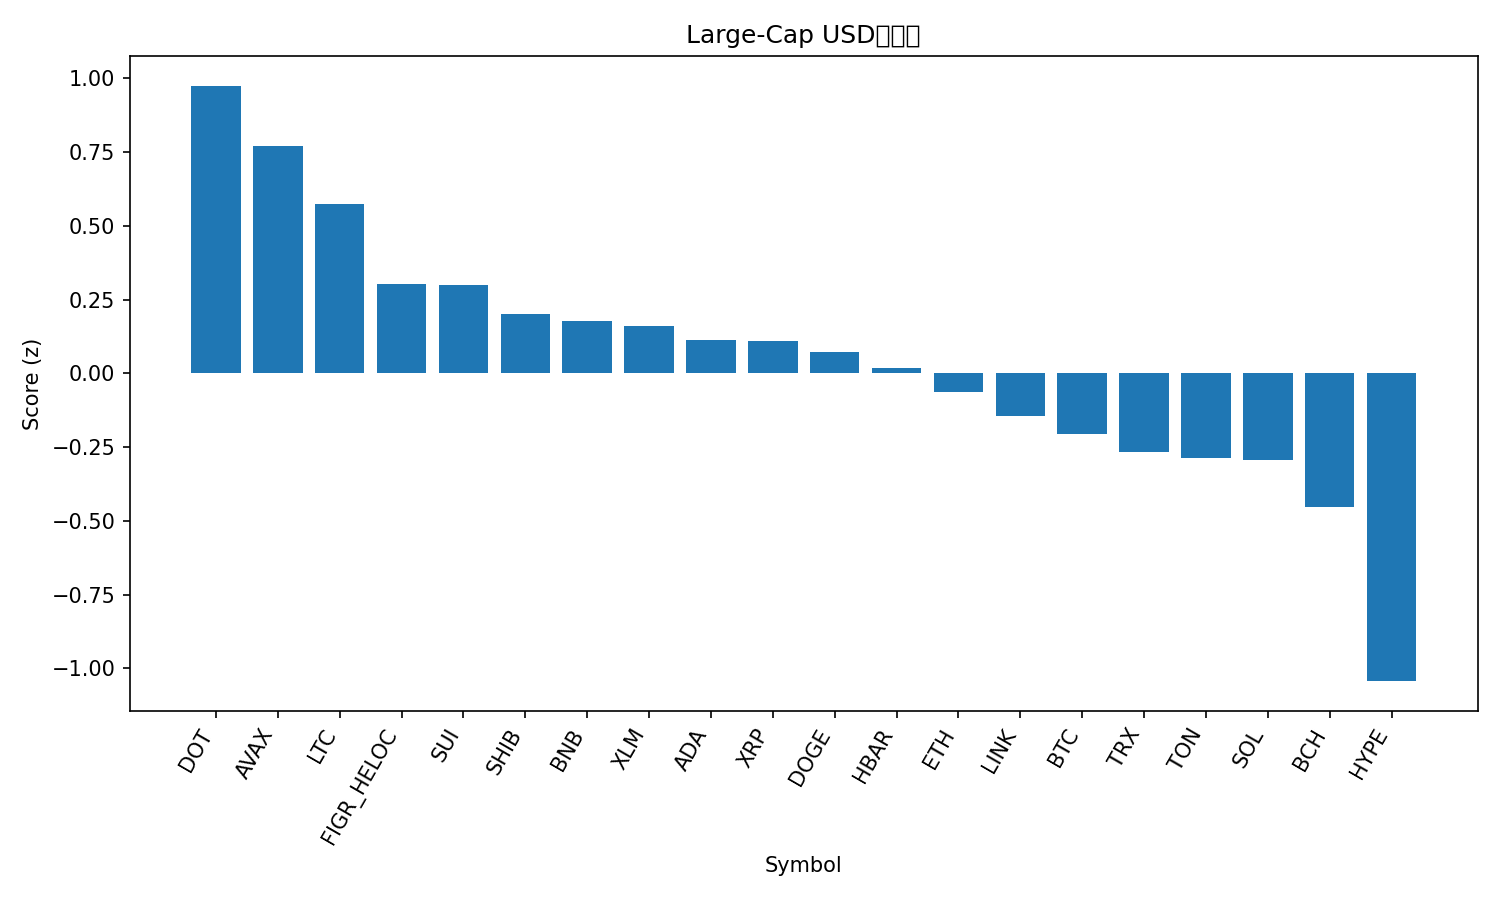 Large-Cap USD
1.00
0.75
0.50
0.25
0.00
−0.25
−0.50
−0.75
−1.00
Score (z)
DOT
AVAX
LTC
FIGR_HELOC
SUI
SHIB
BNB
XLM
ADA
XRP
DOGE
HBAR
ETH
LINK
BTC
TRX
TON
SOL
BCH
HYPE
Symbol